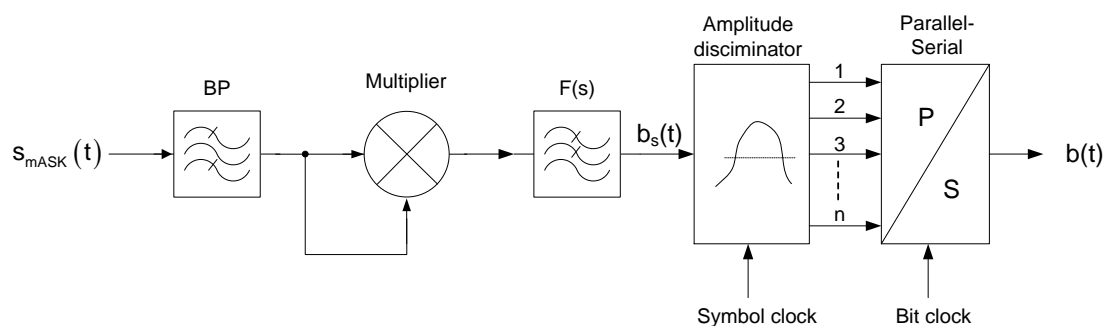 Amplitude
disciminator
Parallel-
Serial
BP
Multiplier
F(s)
1
2
3
n
P
S
s_mASK (t)
b_s(t)
b(t)
Symbol clock
Bit clock